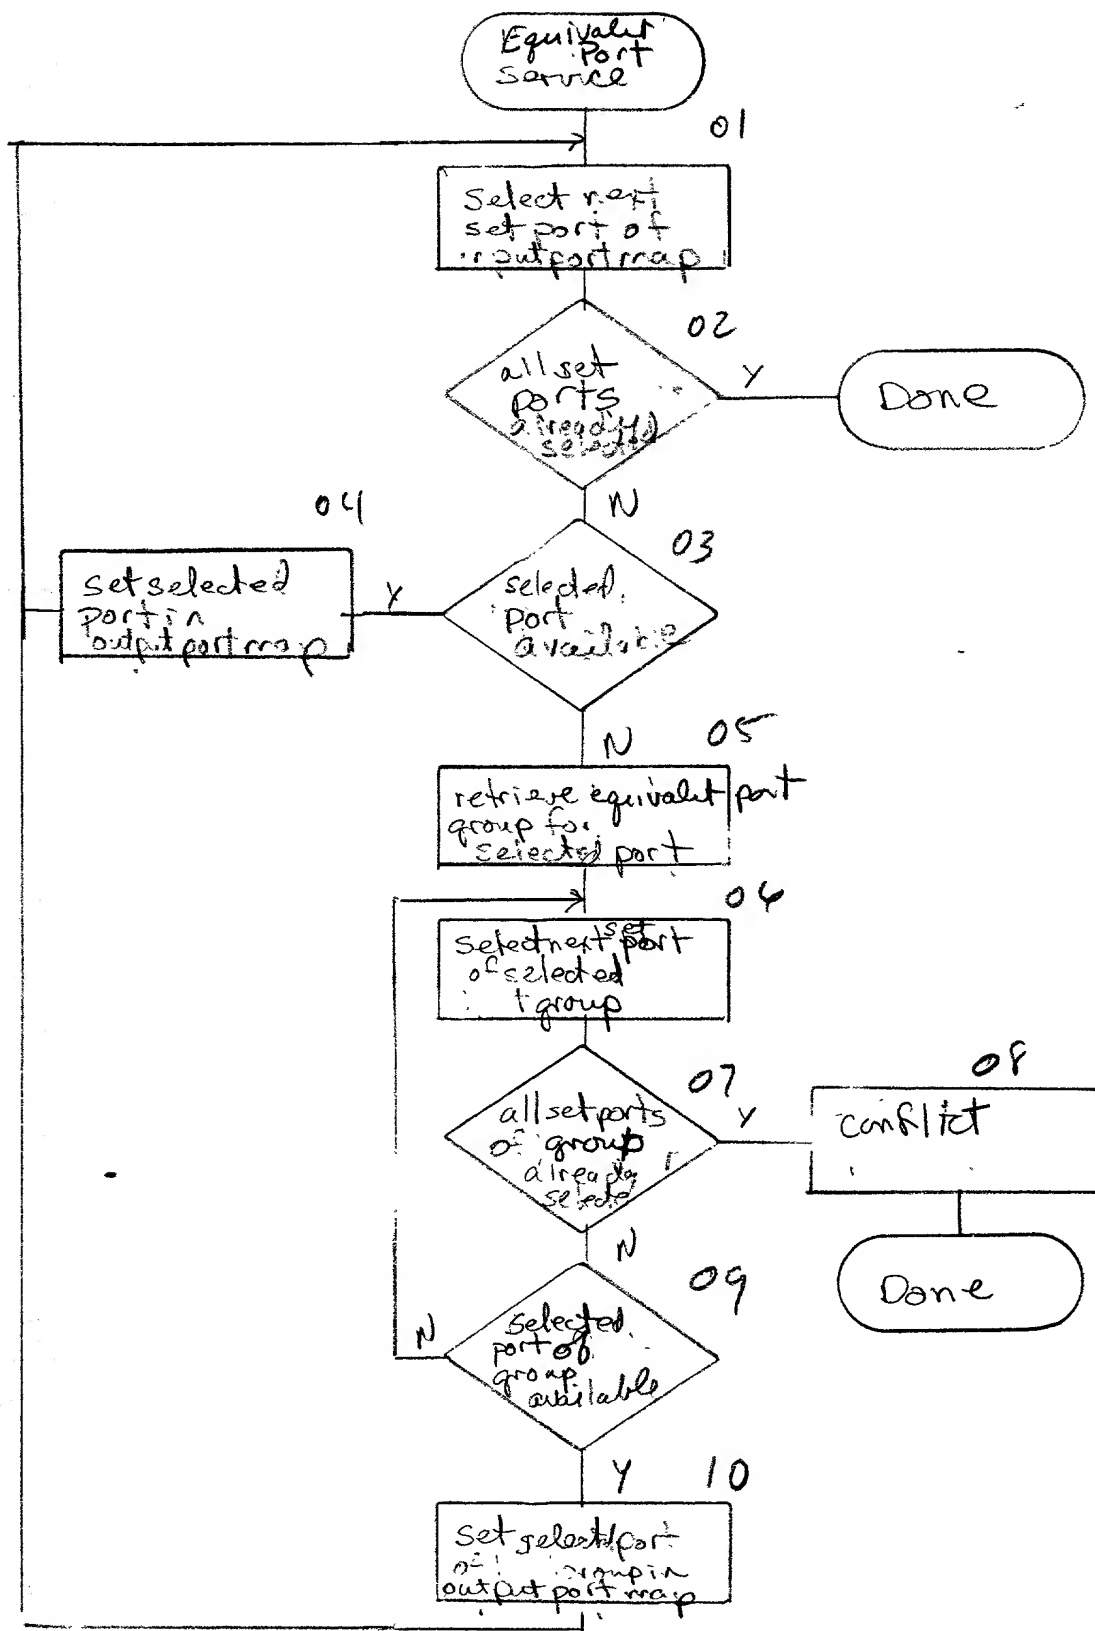 Equivalent
Port
Service
01
Select next
set port of
input port map
02
all set
ports
already
selected
Y
Done
N
04
03
set selected
port in
output port map
Y
selected
port
available
N
05
retrieve equivalent port
group for
selected port
06
set
select next port
of selected
group
07
08
all set ports
of group
already
selected
Y
conflict
N
09
Done
selected
port of
group
available
N
Y
10
Set select port
of group in
output port map